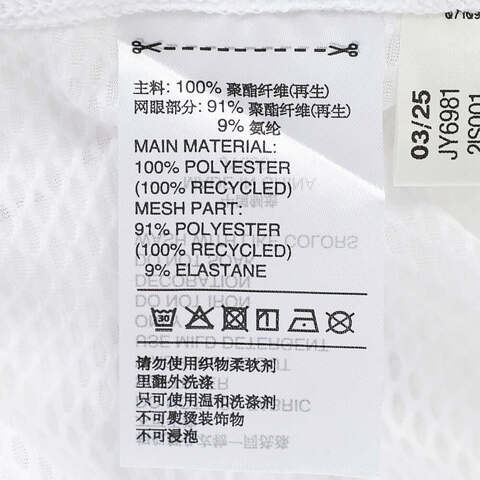 主料: 100% 聚酯纤维(再生)
网眼部分: 91% 聚酯纤维(再生)
9% 氨纶
MAIN MATERIAL:
100% POLYESTER
(100% RECYCLED)
MESH PART:
91% POLYESTER
(100% RECYCLED)
9% ELASTANE
请勿使用织物柔软剂
里翻外洗涤
只可使用温和洗涤剂
不可熨烫装饰物
不可浸泡
03/25
JY6981